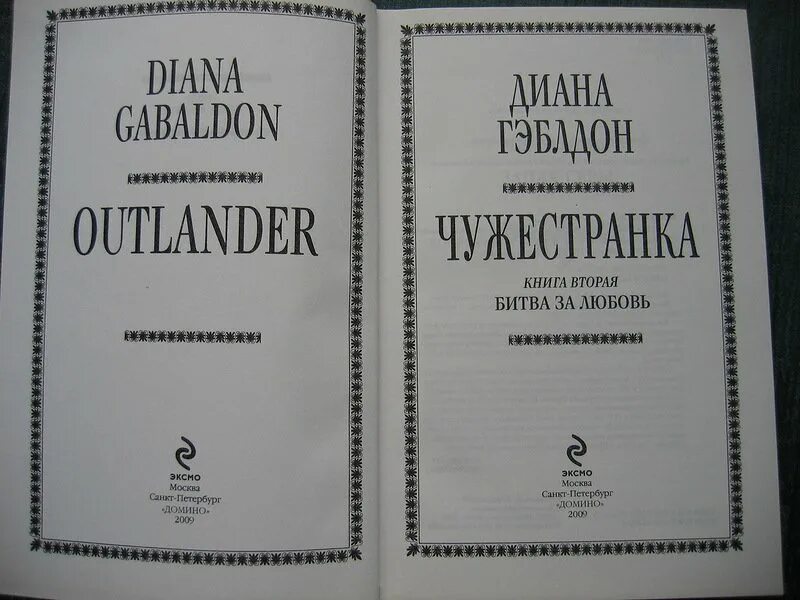 DIANA
GABALDON
OUTLANDER
ЭКСМО
Москва
Санкт-Петербург
«ДОМИНО»
2009
ДИАНА
ГЭБЛДОН
ЧУЖЕСТРАНКА
КНИГА ВТОРАЯ
БИТВА ЗА ЛЮБОВЬ
ЭКСМО
Москва
Санкт-Петербург
«ДОМИНО»
2009